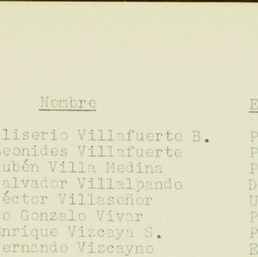 Nombre E
liserio Villafuerte B. P
eonides Villafuerte P
ubén Villa Medina P
alvador Villalpando D
éctor Villaseñor U
o Gonzalo Vivar P
nrique Vizcaya S. P
ernando Vizcayno E